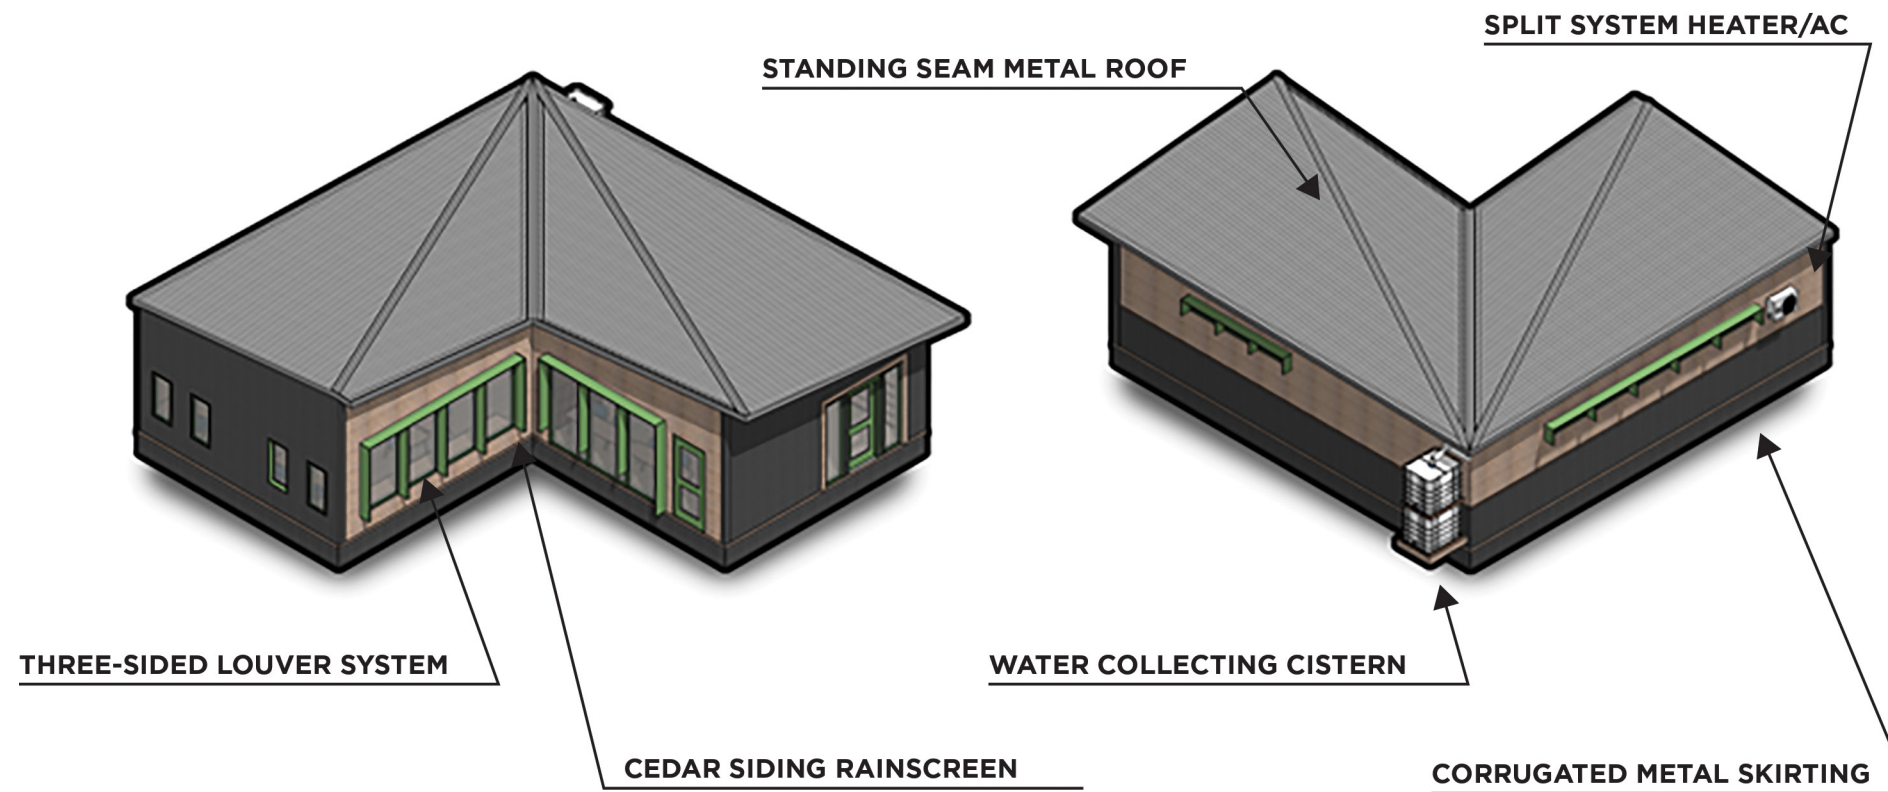 SPLIT SYSTEM HEATER/AC
STANDING SEAM METAL ROOF
THREE-SIDED LOUVER SYSTEM
WATER COLLECTING CISTERN
CEDAR SIDING RAINSCREEN
CORRUGATED METAL SKIRTING